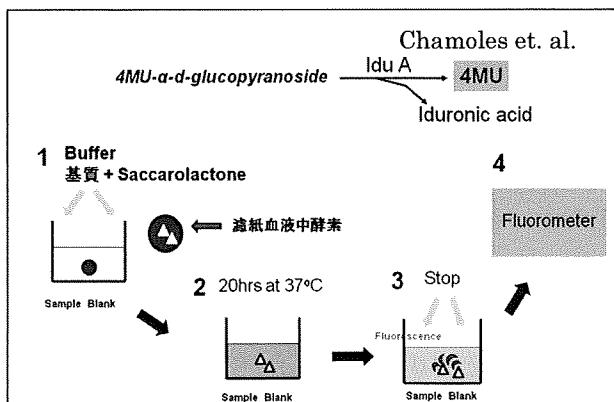 Chamoles et. al.
4MU-α-d-glucopyranoside
Idu A
4MU
Iduronic acid
1
Buffer
基質 + Saccarolactone
濾紙血液中酵素
Sample Blank
2
20hrs at 37°C
Sample Blank
3
Stop
Fluorescence
Sample Blank
4
Fluorometer